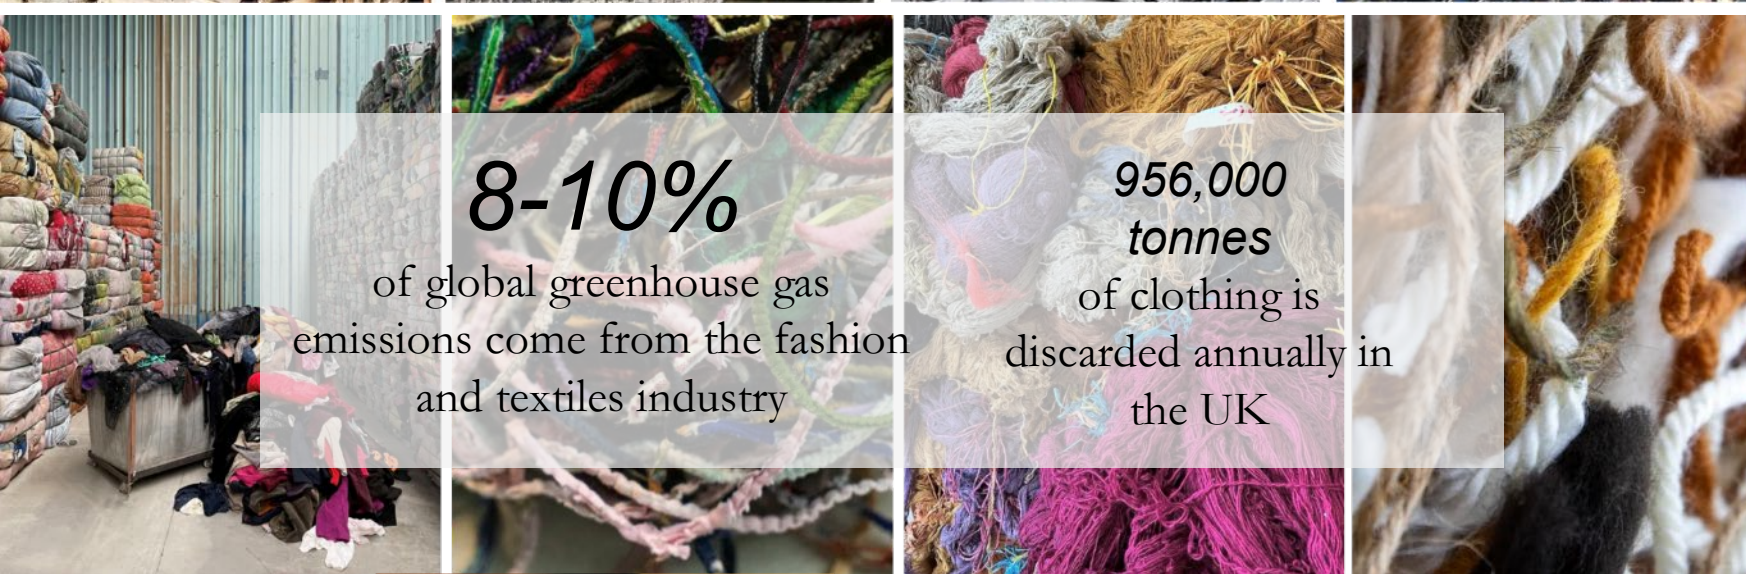 8-10%
of global greenhouse gas
emissions come from the fashion
and textiles industry
956,000
tonnes
of clothing is
discarded annually in
the UK